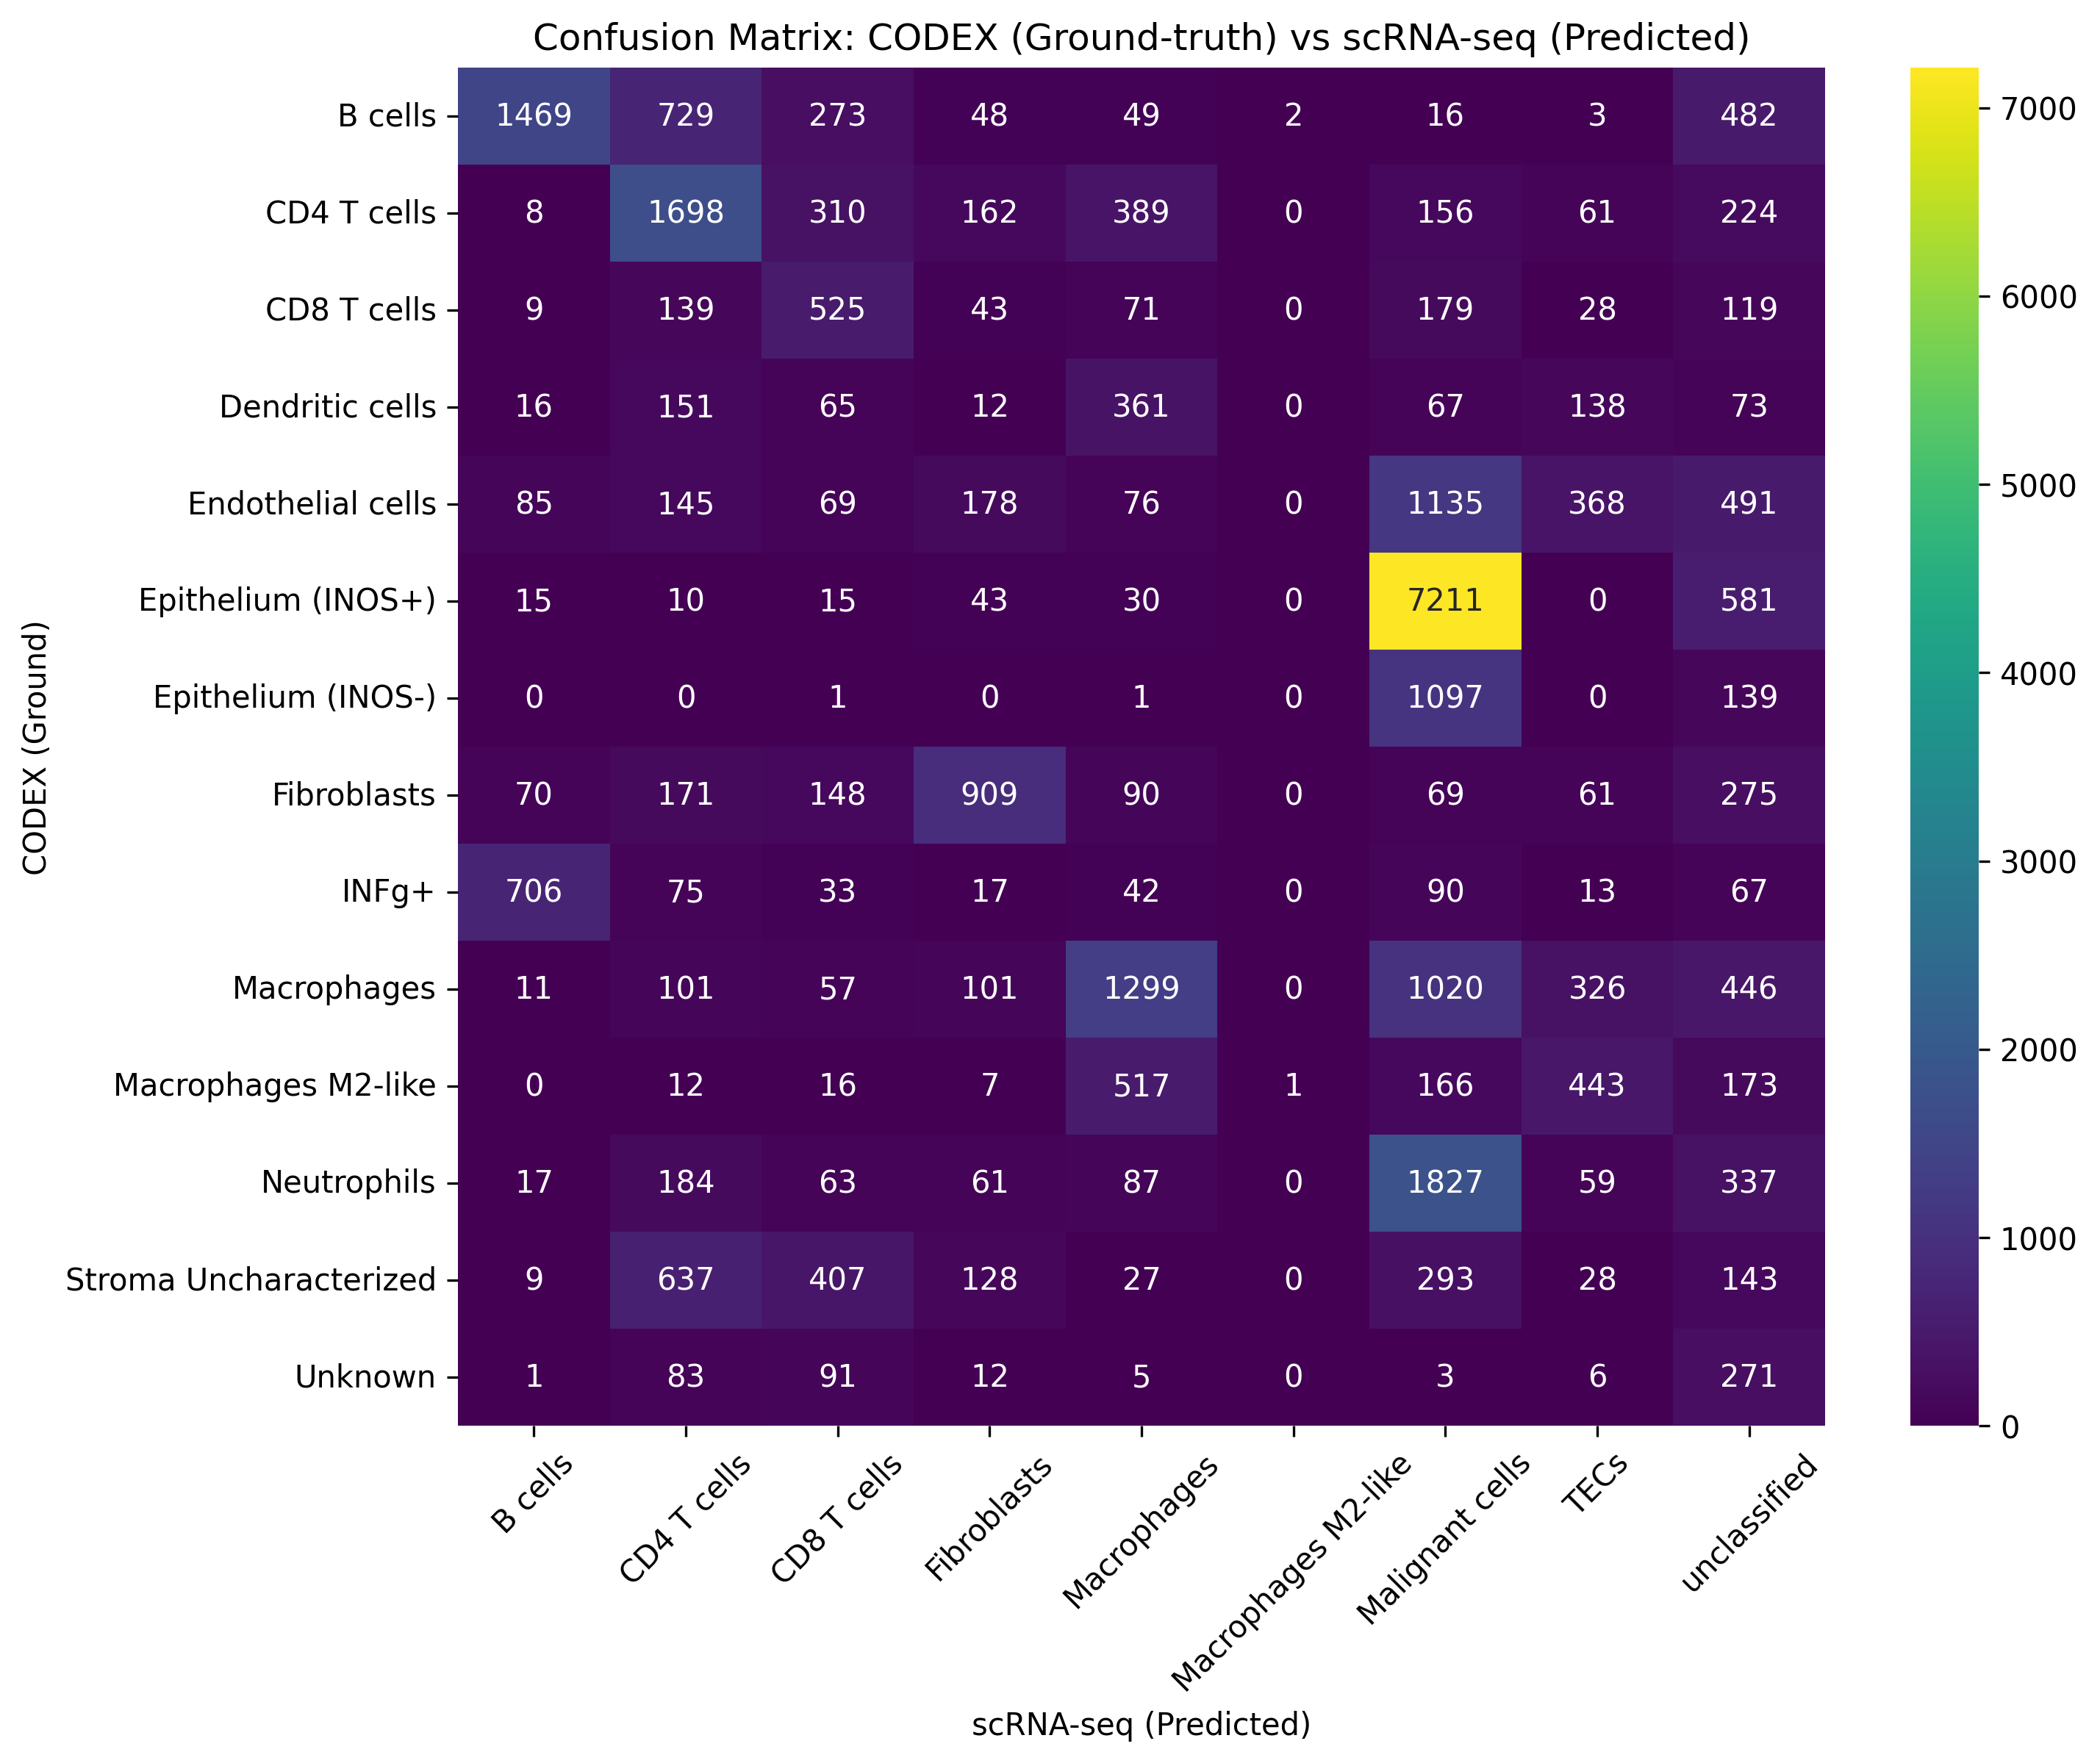 Confusion Matrix: CODEX (Ground-truth) vs scRNA-seq (Predicted)
CODEX (Ground)
B cells 1469 729 273 48 49 2 16 3 482
CD4 T cells 8 1698 310 162 389 0 156 61 224
CD8 T cells 9 139 525 43 71 0 179 28 119
Dendritic cells 16 151 65 12 361 0 67 138 73
Endothelial cells 85 145 69 178 76 0 1135 368 491
Epithelium (INOS+) 15 10 15 43 30 0 7211 0 581
Epithelium (INOS-) 0 0 1 0 1 0 1097 0 139
Fibroblasts 70 171 148 909 90 0 69 61 275
INFg+ 706 75 33 17 42 0 90 13 67
Macrophages 11 101 57 101 1299 0 1020 326 446
Macrophages M2-like 0 12 16 7 517 1 166 443 173
Neutrophils 17 184 63 61 87 0 1827 59 337
Stroma Uncharacterized 9 637 407 128 27 0 293 28 143
Unknown 1 83 91 12 5 0 3 6 271
B cells
CD4 T cells
CD8 T cells
Fibroblasts
Macrophages
Macrophages M2-like
Malignant cells
TECs
unclassified
scRNA-seq (Predicted)
7000
6000
5000
4000
3000
2000
1000
0